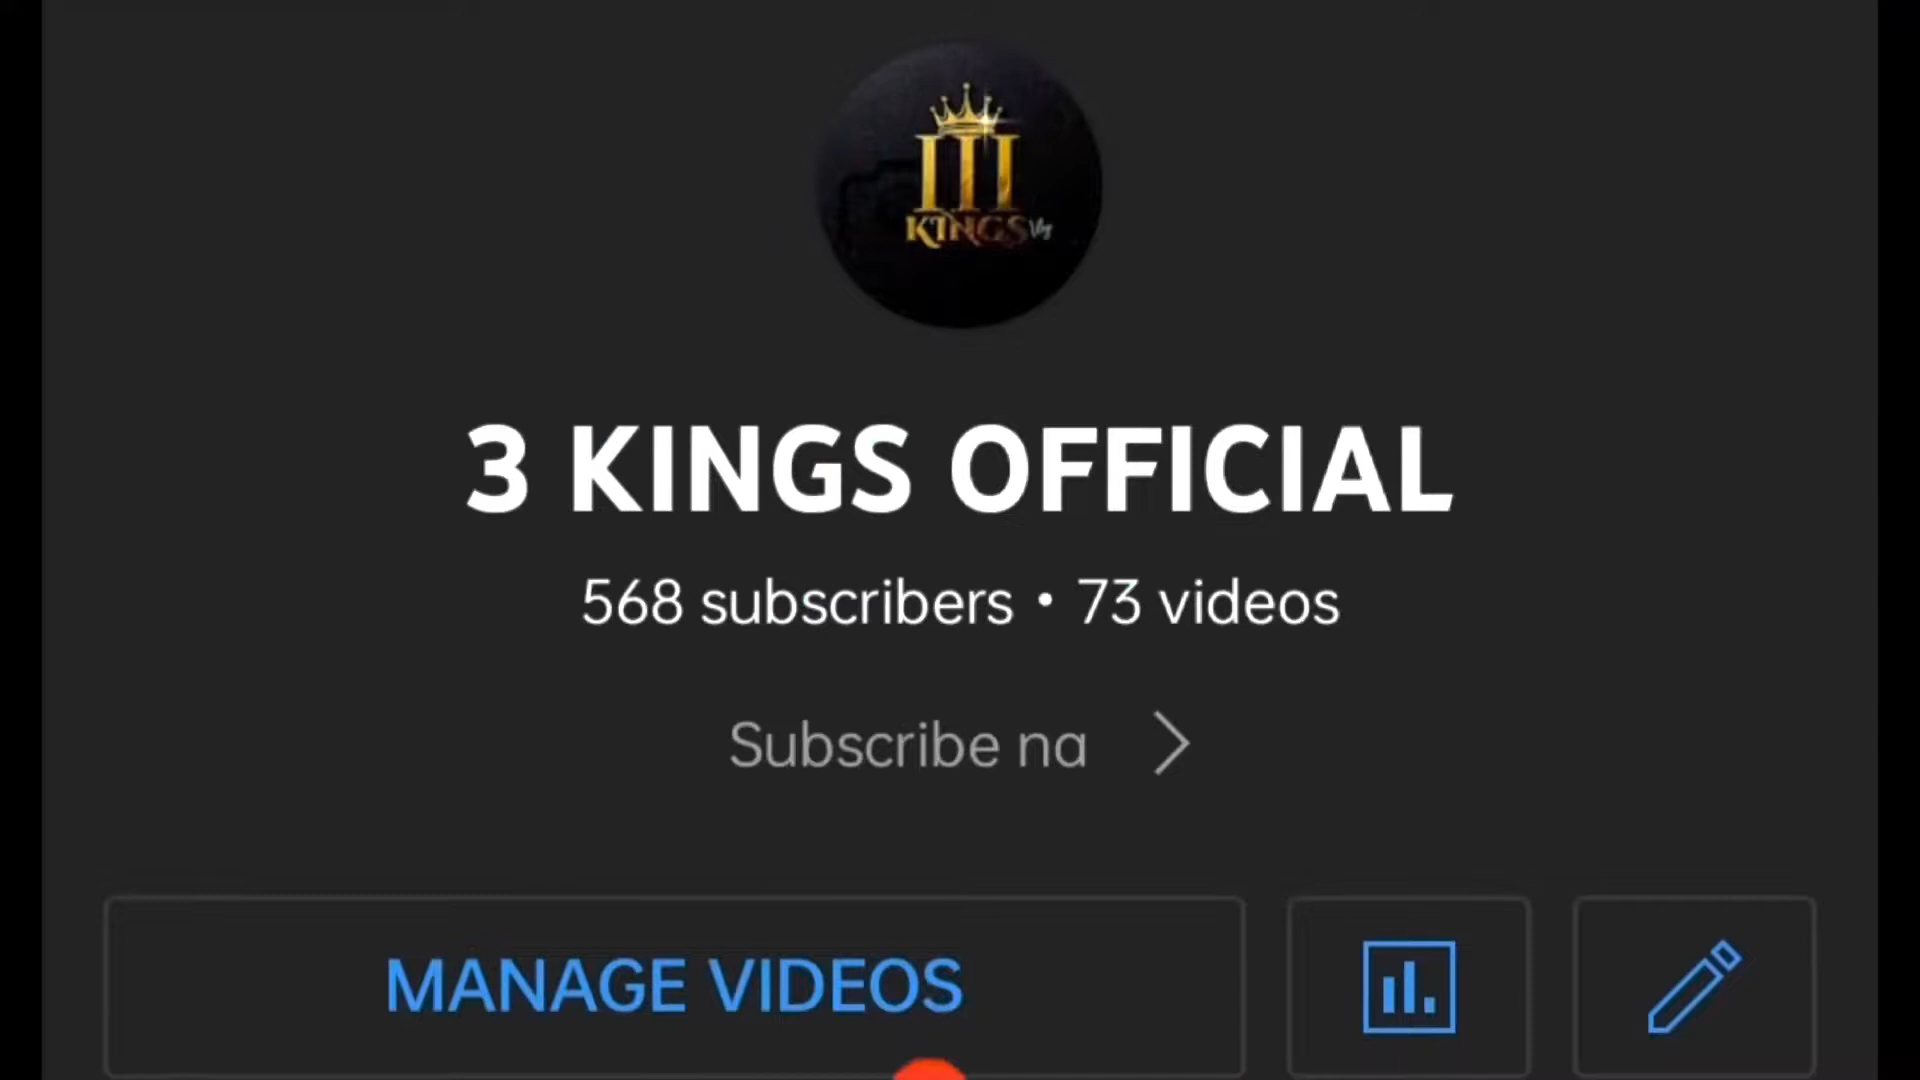 III
KINGS
3 KINGS OFFICIAL
568 subscribers • 73 videos
Subscribe na
MANAGE VIDEOS